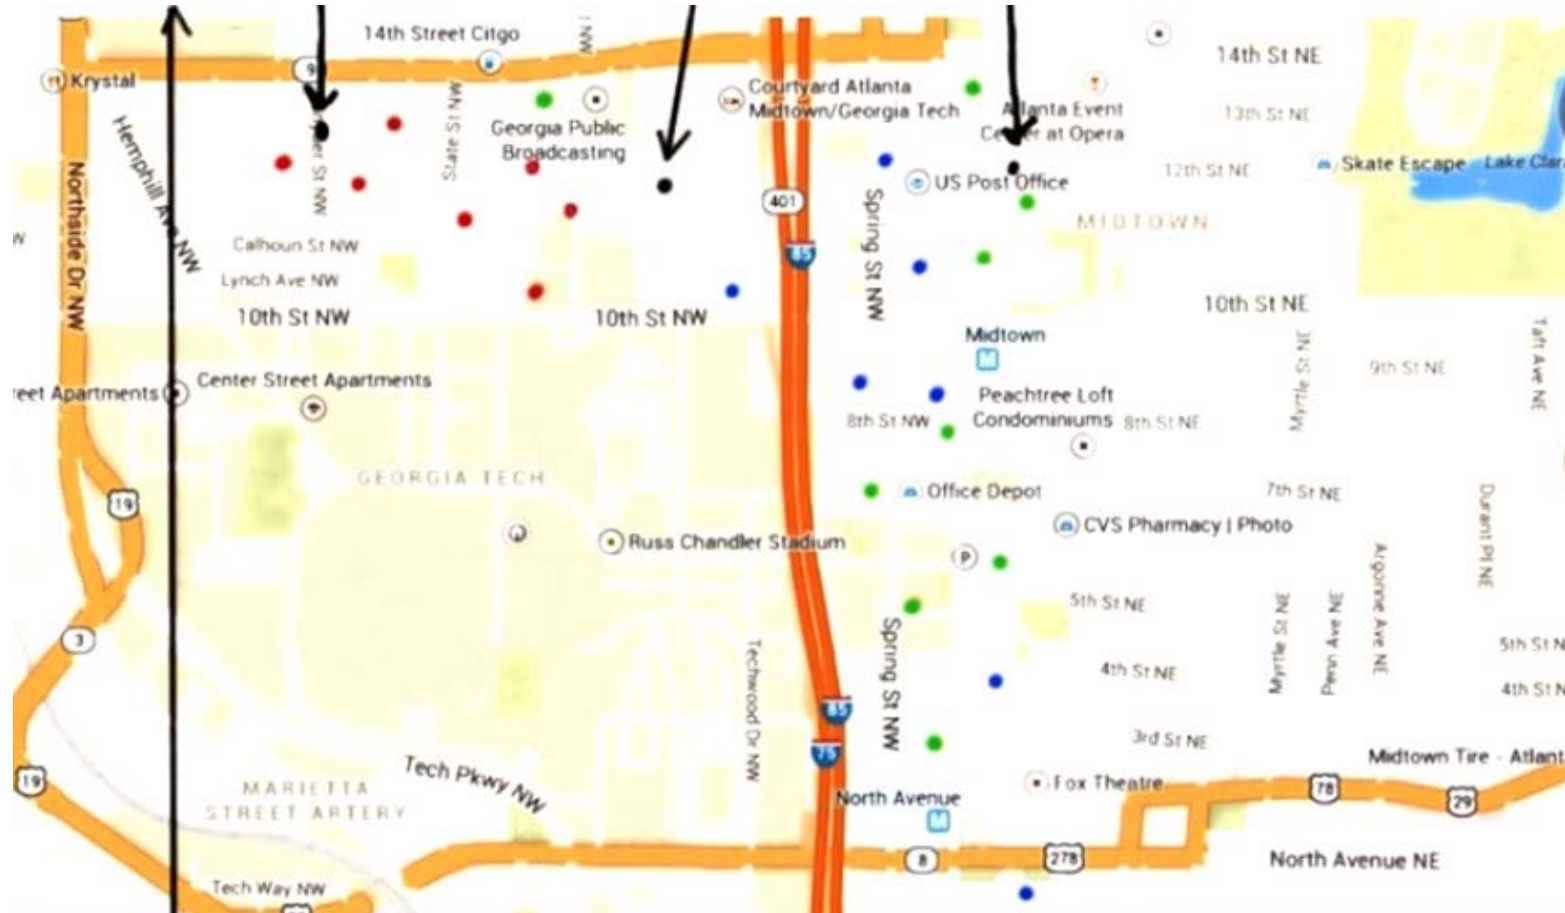 14th Street Citgo
14th St NE
9
Krystal
Courtyard Atlanta
Midtown/Georgia Tech
Atlanta Event
Center at Opera
13th St NE
Georgia Public
Broadcasting
State St NW
Hemphill Ave NW
Northside Dr NW
12th St NE
Skate Escape
US Post Office
401
Spring St NW
MIDTOWN
Calhoun St NW
85
Lynch Ave NW
10th St NW
10th St NW
10th St NE
Midtown
M
Myrtle St NE
Taft Ave NE
9th St NE
reet Apartments
Center Street Apartments
Peachtree Loft
Condominiums
8th St NW
8th St NE
GEORGIA TECH
19
Office Depot
7th St NE
Durant Pl NE
CVS Pharmacy | Photo
Russ Chandler Stadium
P
Argonne Ave NE
5th St NE
Myrtle St NE
Penn Ave NE
3
Techwood Dr NW
Spring St NW
5th St N
4th St NE
4th St N
85
75
3rd St NE
Midtown Tire - Atlant
Tech Pkwy NW
19
MARIETTA
STREET ARTERY
Fox Theatre
78
29
North Avenue
M
8
278
North Avenue NE
Tech Way NW